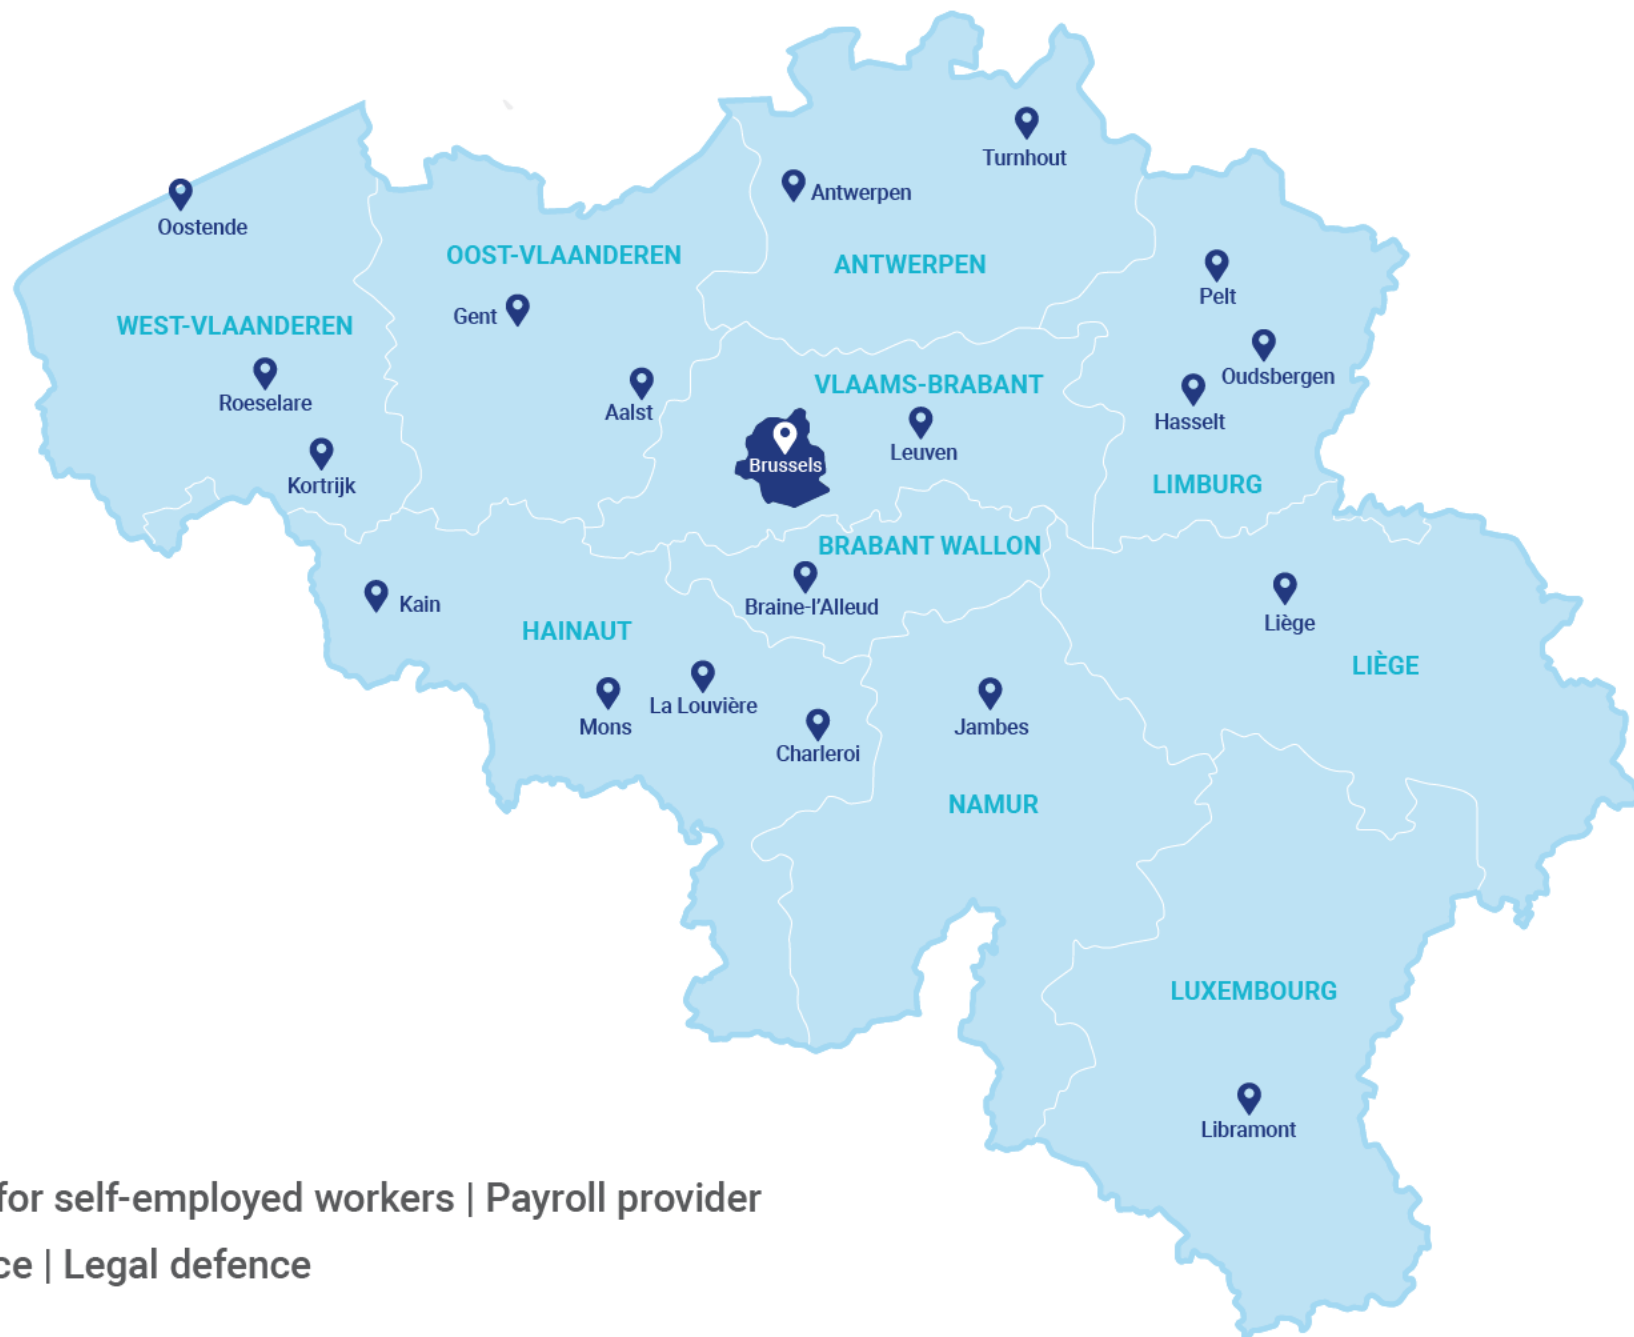 Turnhout
Antwerpen
Oostende
OOST-VLAANDEREN
ANTWERPEN
Pelt
Gent
WEST-VLAANDEREN
Oudsbergen
VLAAMS-BRABANT
Roeselare
Aalst
Hasselt
Leuven
Brussels
Kortrijk
LIMBURG
BRABANT WALLON
Kain
Braine-l'Alleud
Liège
HAINAUT
LIÈGE
La Louvière
Mons
Jambes
Charleroi
NAMUR
LUXEMBOURG
Libramont
for self-employed workers | Payroll provider
ce | Legal defence